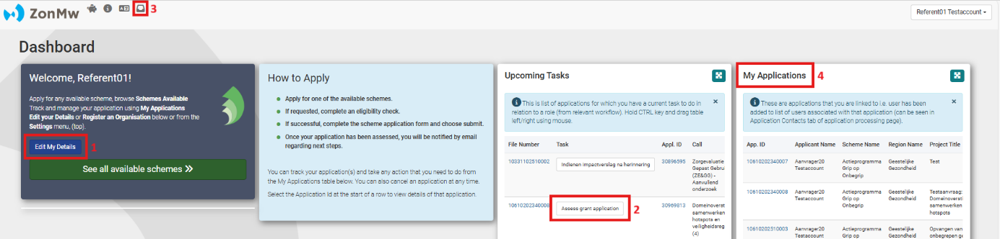 ZonMw
3
Referent01 Testaccount
Dashboard
Welcome, Referent01!
Apply for any available scheme, browse Schemes Available
Track and manage your application using My Applications
Edit your Details or Register an Organisation below or from the
Settings menu, (top).
Edit My Details
1
See all available schemes
How to Apply
Apply for one of the available schemes.
If requested, complete an eligibility check.
If successful, complete the scheme application form and choose submit.
Once your application has been assessed, you will be notified by email
regarding next steps.
You can track your application(s) and take any action that you need to do from
the My Applications table below. You can also cancel an application at any time.
Select the Application Id at the start of a row to view details of that application.
Upcoming Tasks
This is list of applications for which you have a current task to do in
relation to a role (from relevant workflow). Hold CTRL key and drag table
left/right using mouse.
File Number Task Appl. ID Call
10331102510002 Indienen impactverslag na herinnering 30896595 Zorgevaluatie
Gepast Gebrui
(ZE&GG) -
Aanvullend
onderzoek
10610202340008 Assess grant application 2 30969813 Domeinoverst
samenwerken
hotspots en
veiligheidsreg
(4)
My Applications
4
These are applications that you are linked to i.e. user has been
added to list of users associated with that application (can be seen in
Application Contacts tab of application processing page).
App. ID Applicant Name Scheme Name Region Name Project Title
10610202340007 Aanvrager20 Testaccount Actieprogramma Grip op Onbegrip Geestelijke Gezondheid Test
10610202340008 Aanvrager20 Testaccount Actieprogramma Grip op Onbegrip Geestelijke Gezondheid Testaanvraag: Domeinoversti samenwerken hotspots
10610202510003 Aanvrager20 Testaccount Actieprogramma Grip op Geestelijke Gezondheid Opvangen van onbegrepen ge